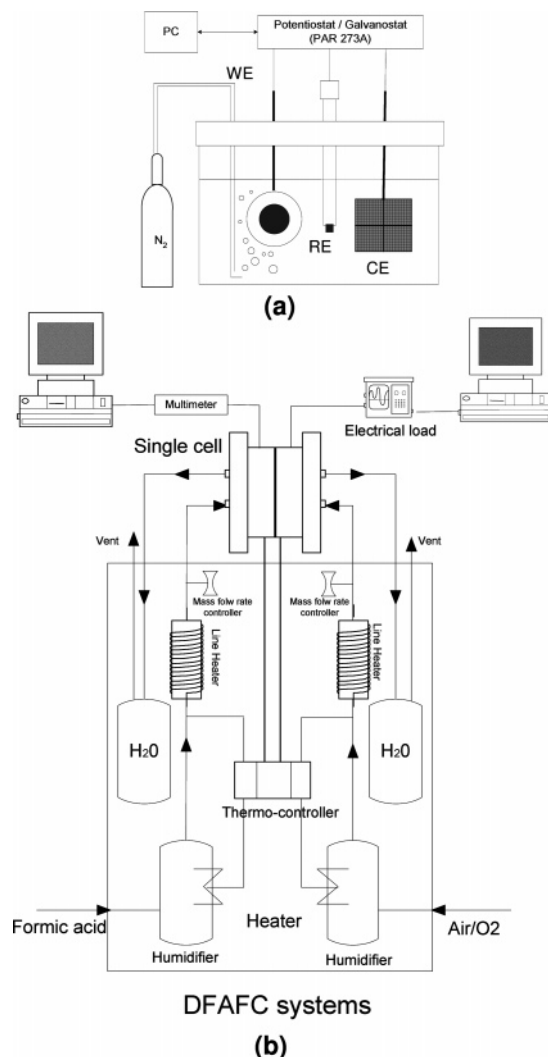 PC
Potentiostat / Galvanostat
(PAR 273A)
WE
N2
RE
CE
(a)
Multimeter
Electrical load
Single cell
Vent
Vent
Mass folw rate
controller
Mass folw rate
controller
Line Heater
Line Heater
H20
H20
Thermo-controller
Formic acid
Heater
Air/O2
Humidifier
Humidifier
DFAFC systems
(b)